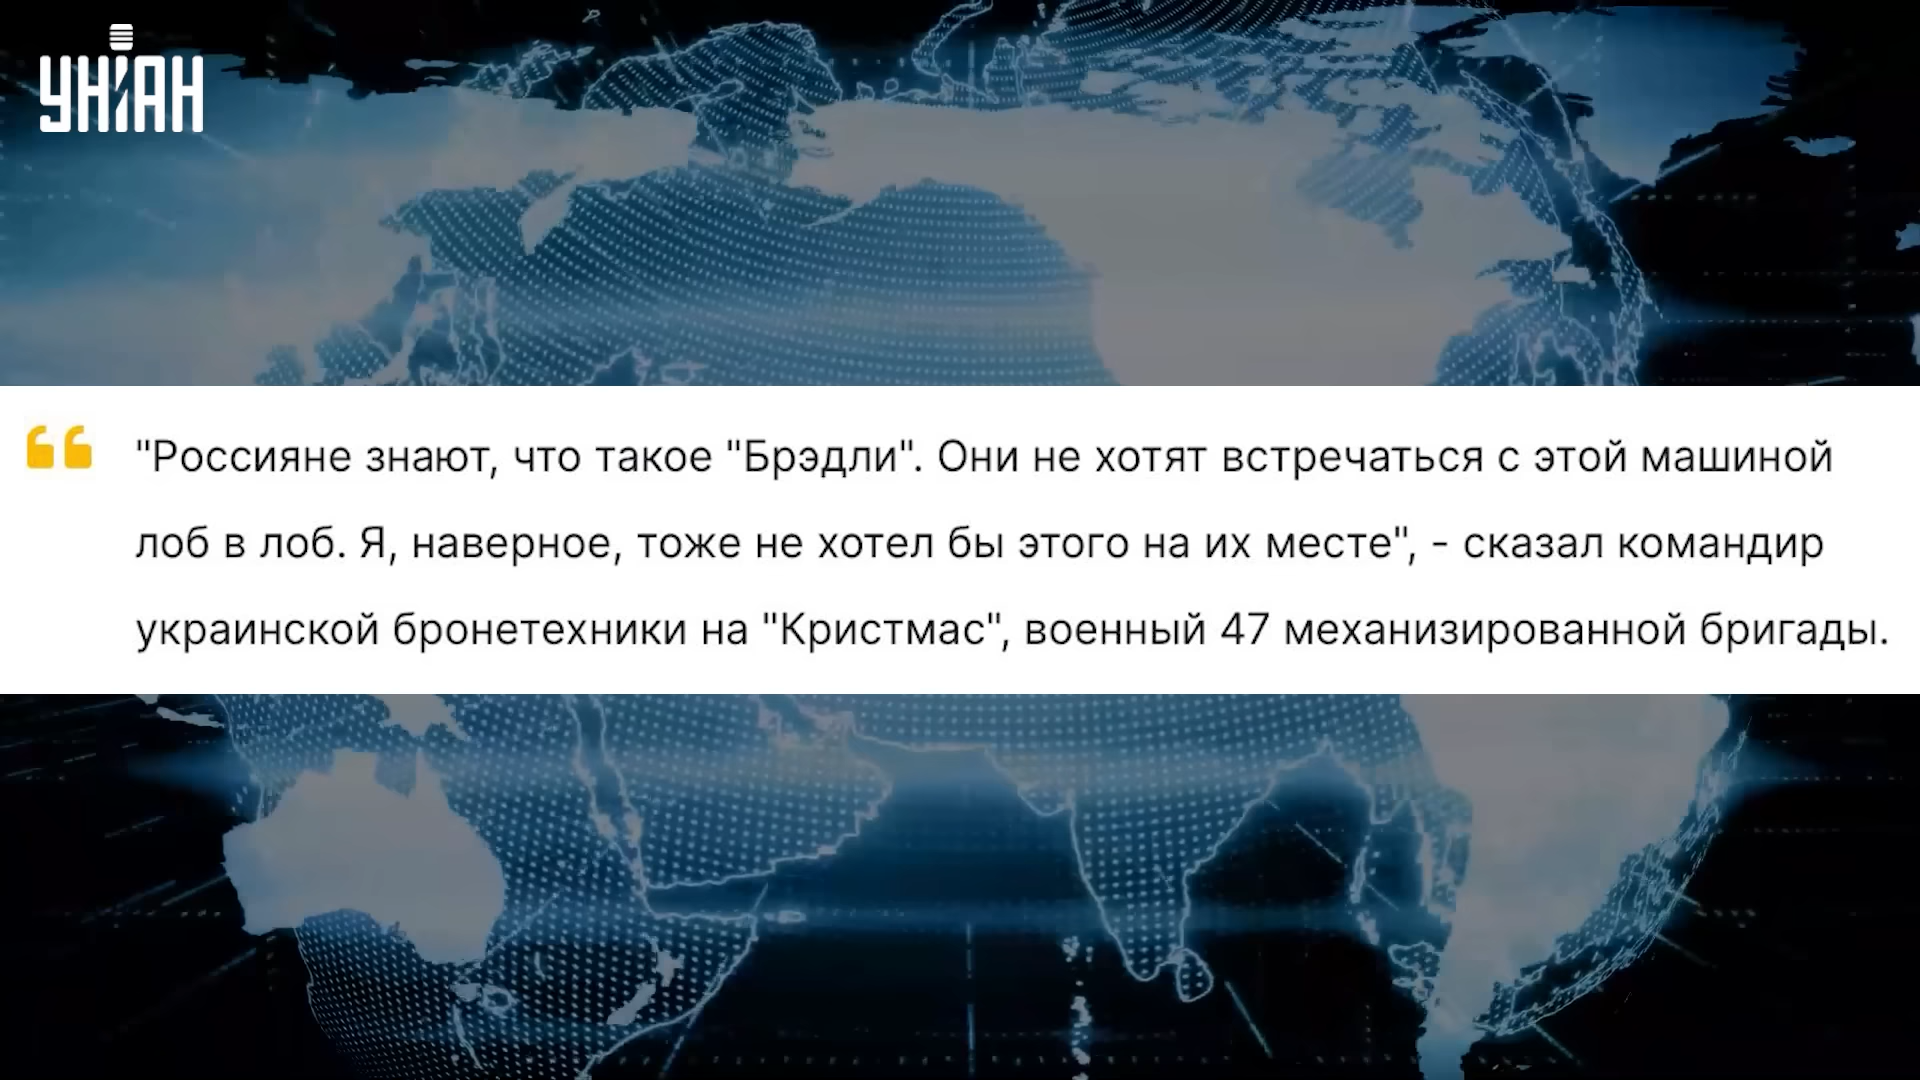 УНІАН
"Россияне знают, что такое "Брэдли". Они не хотят встречаться с этой машиной
лоб в лоб. Я, наверное, тоже не хотел бы этого на их месте", - сказал командир
украинской бронетехники на "Кристмас", военный 47 механизированной бригады.